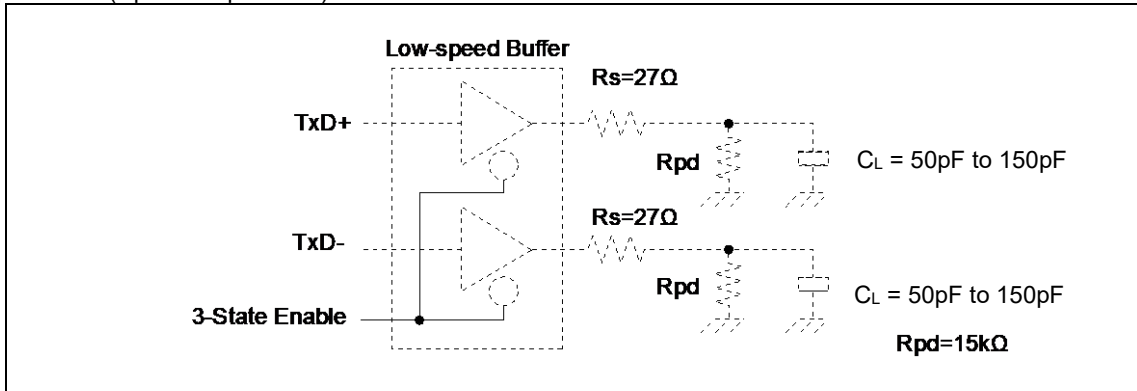 Low-speed Buffer
Rs=27Ω
TxD+
Rpd
CL = 50pF to 150pF
Rs=27Ω
TxD-
Rpd
CL = 50pF to 150pF
3-State Enable
Rpd=15kΩ